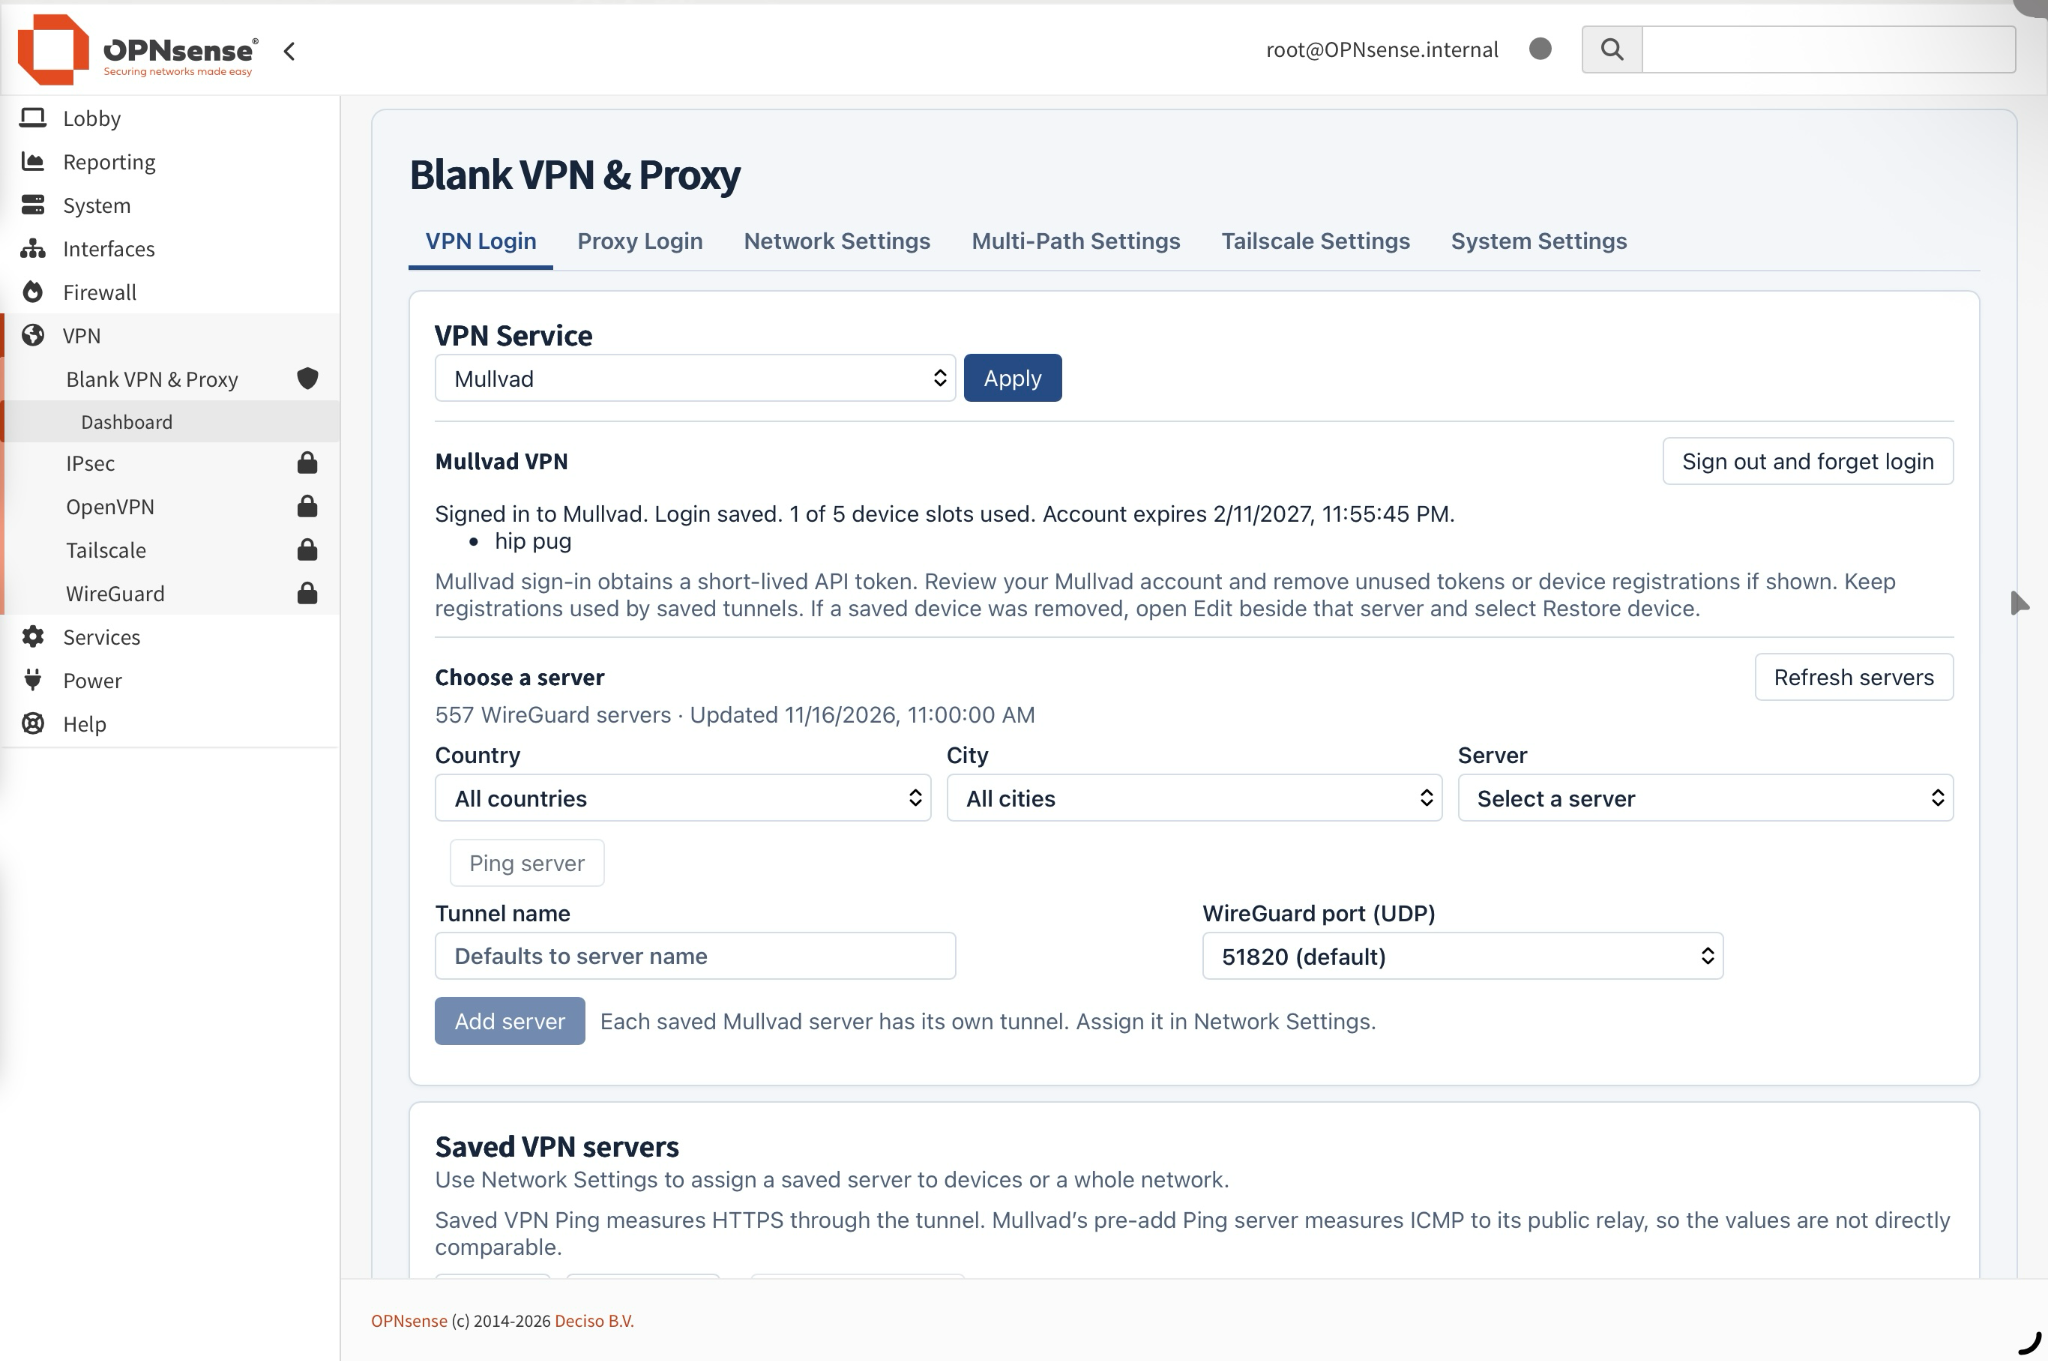 OPNsense®
Securing networks made easy
root@OPNsense.internal
Lobby
Reporting
System
Interfaces
Firewall
VPN
Blank VPN & Proxy
Dashboard
IPsec
OpenVPN
Tailscale
WireGuard
Services
Power
Help
Blank VPN & Proxy
VPN Login
Proxy Login
Network Settings
Multi-Path Settings
Tailscale Settings
System Settings
VPN Service
Mullvad
Apply
Mullvad VPN
Sign out and forget login
Signed in to Mullvad. Login saved. 1 of 5 device slots used. Account expires 2/11/2027, 11:55:45 PM.
• hip pug
Mullvad sign-in obtains a short-lived API token. Review your Mullvad account and remove unused tokens or device registrations if shown. Keep
registrations used by saved tunnels. If a saved device was removed, open Edit beside that server and select Restore device.
Choose a server
Refresh servers
557 WireGuard servers · Updated 11/16/2026, 11:00:00 AM
Country
City
Server
All countries
All cities
Select a server
Ping server
Tunnel name
WireGuard port (UDP)
Defaults to server name
51820 (default)
Add server
Each saved Mullvad server has its own tunnel. Assign it in Network Settings.
Saved VPN servers
Use Network Settings to assign a saved server to devices or a whole network.
Saved VPN Ping measures HTTPS through the tunnel. Mullvad’s pre-add Ping server measures ICMP to its public relay, so the values are not directly
comparable.
OPNsense (c) 2014-2026 Deciso B.V.